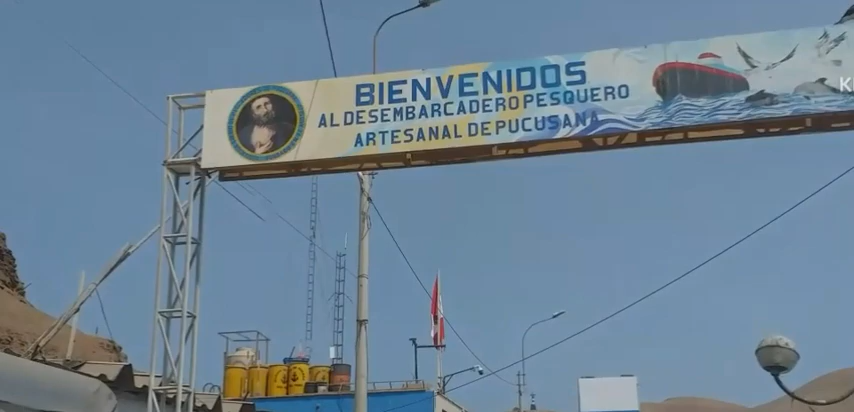 BIENVENIDOS
AL DESEMBARCADERO PESQUERO
ARTESANAL DE PUCUSANA